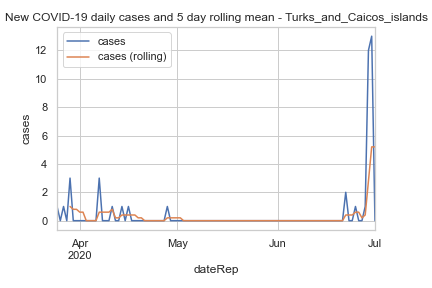 New COVID-19 daily cases and 5 day rolling mean - Turks_and_Caicos_islands
cases
cases (rolling)
12
10
8
6
4
2
0
cases
Apr
2020
May
Jun
Jul
dateRep